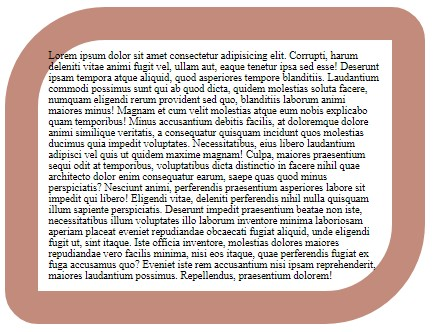 Lorem ipsum dolor sit amet consectetur adipisicing elit. Corrupti, harum
deleniti vitae animi fugit vel, ullam aut, eaque tenetur ipsa sed esse! Deserunt
ipsam tempora atque aliquid, quod asperiores tempore blanditiis. Laudantium
commodi possimus sunt qui ab quod dicta, quidem molestias soluta facere,
numquam eligendi rerum provident sed quo, blanditiis laborum animi
maiores minus! Magnam et cum velit molestias atque eum nobis explicabo
quam temporibus! Minus accusantium debitis facilis, at doloremque dolore
animi similique veritatis, a consequatur quisquam incidunt quos molestias
ducimus quia impedit voluptates. Necessitatibus, eius libero laudantium
adipisci vel quis ut quidem maxime magnam! Culpa, maiores praesentium
sequi odit at temporibus, voluptatibus dicta distinctio in facere nihil quae
architecto dolor enim consequatur earum, saepe quas quod minus
perspiciatis? Nesciunt animi, perferendis praesentium asperiores labore sit
impedit qui libero! Eligendi vitae, deleniti perferendis nihil nulla quisquam
illum sapiente perspiciatis. Deserunt impedit praesentium beatae non iste,
necessitatibus illum voluptates illo laborum inventore minima laboriosam
aperiam placeat eveniet repudiandae obcaecati fugiat aliquid, unde eligendi
fugit ut, sint itaque. Iste officia inventore, molestias dolores maiores
repudiandae vero facilis minima, nisi eos itaque, quae perferendis fugiat ex
fuga accusamus quo? Eveniet iste rem accusantium nisi ipsam reprehenderit,
maiores laudantium possimus. Repellendus, praesentium dolorem!